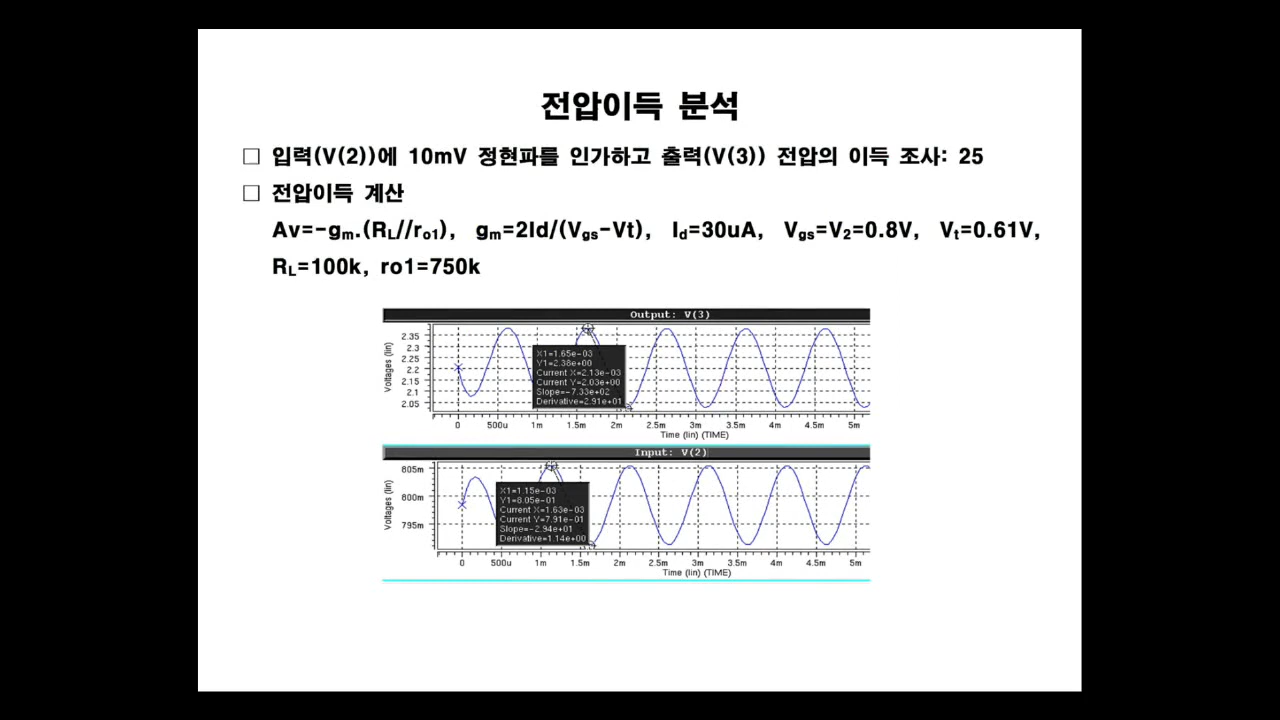 전압이득 분석
□ 입력(V(2))에 10mV 정현파를 인가하고 출력(V(3)) 전압의 이득 조사: 25
□ 전압이득 계산
Av=-gm.(RL//ro1), gm=2Id/(Vgs-Vt), Id=30uA, Vgs=V2=0.8V, Vt=0.61V,
RL=100k, ro1=750k
Output: V(3)
Voltages (lin)
2.35
2.3
2.25
2.2
2.15
2.1
2.05
X1=1.65e-03
Y1=2.38e+00
Current X=2.13e-03
Current Y=2.03e+00
Slope=-7.33e+02
Derivative=2.91e+01
0 500u 1m 1.5m 2m 2.5m 3m 3.5m 4m 4.5m 5m
Time (lin) (TIME)
Input: V(2)
Voltages (lin)
805m
800m
795m
X1=1.15e-03
Y1=8.05e-01
Current X=1.63e-03
Current Y=7.91e-01
Slope=-2.94e+01
Derivative=1.14e+00
0 500u 1m 1.5m 2m 2.5m 3m 3.5m 4m 4.5m 5m
Time (lin) (TIME)